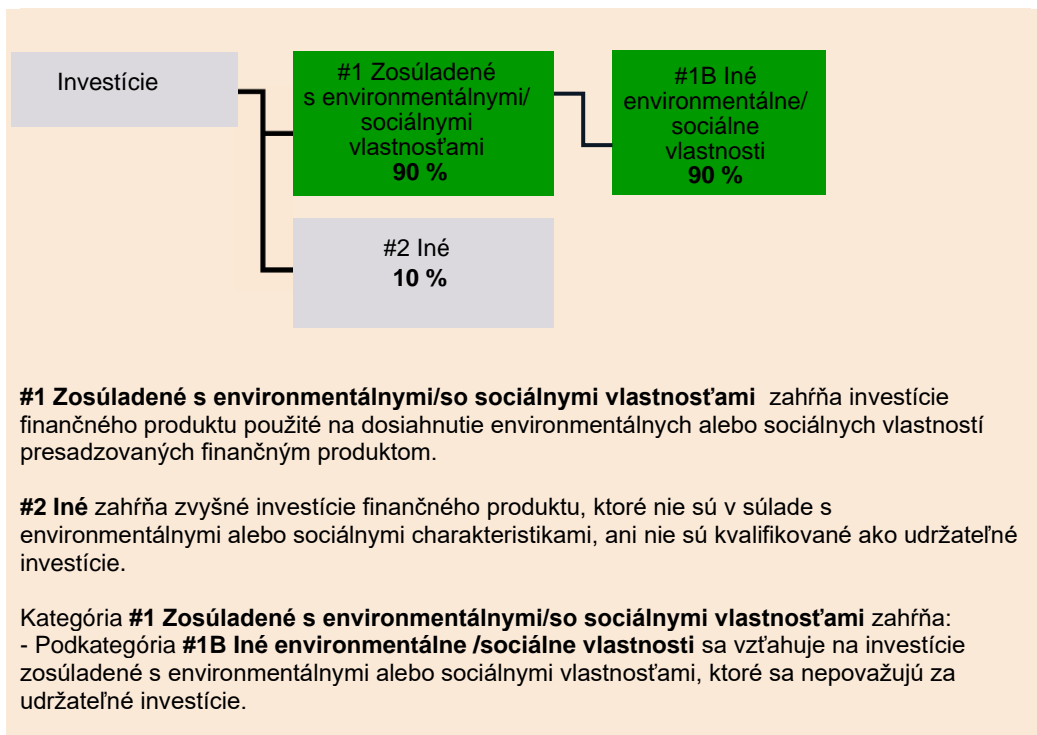 Investície
#1 Zosúladené
s environmentálnymi/
sociálnymi
vlastnosťami
90 %
#1B Iné
environmentálne/
sociálne
vlastnosti
90 %
#2 Iné
10 %
#1 Zosúladené s environmentálnymi/so sociálnymi vlastnosťami zahŕňa investície
finančného produktu použité na dosiahnutie environmentálnych alebo sociálnych vlastností
presadzovaných finančným produktom.
#2 Iné zahŕňa zvyšné investície finančného produktu, ktoré nie sú v súlade s
environmentálnymi alebo sociálnymi charakteristikami, ani nie sú kvalifikované ako udržateľné
investície.
Kategória #1 Zosúladené s environmentálnymi/so sociálnymi vlastnosťami zahŕňa:
- Podkategória #1B Iné environmentálne /sociálne vlastnosti sa vzťahuje na investície
zosúladené s environmentálnymi alebo sociálnymi vlastnosťami, ktoré sa nepovažujú za
udržateľné investície.